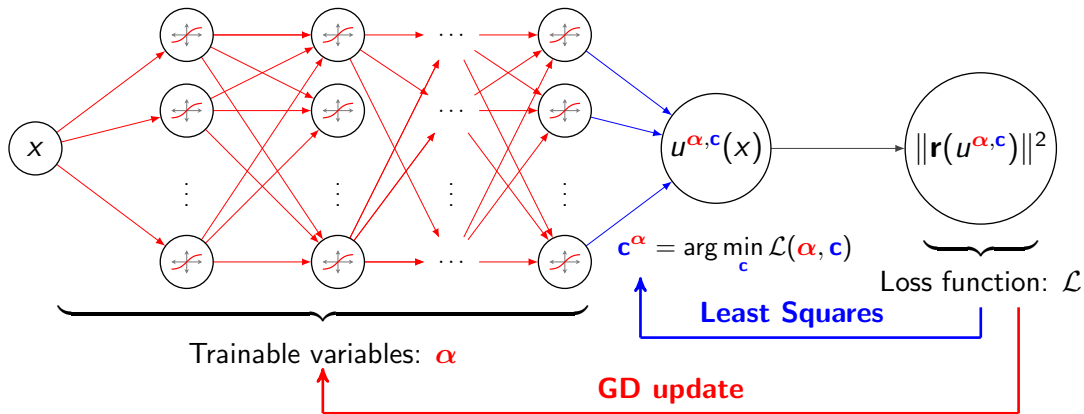 x
⋯
⋯
⋮
⋮
⋮
⋮
⋯
u^{α,c}(x)
‖r(u^{α,c})‖²
c^α = arg min_c ℒ(α, c)
Loss function: ℒ
Least Squares
Trainable variables: α
GD update